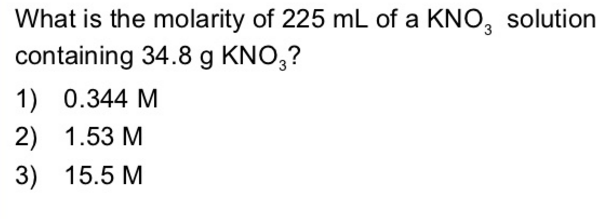 What is the molarity of 225 mL of a KNO₃ solution
containing 34.8 g KNO₃?
1) 0.344 M
2) 1.53 M
3) 15.5 M